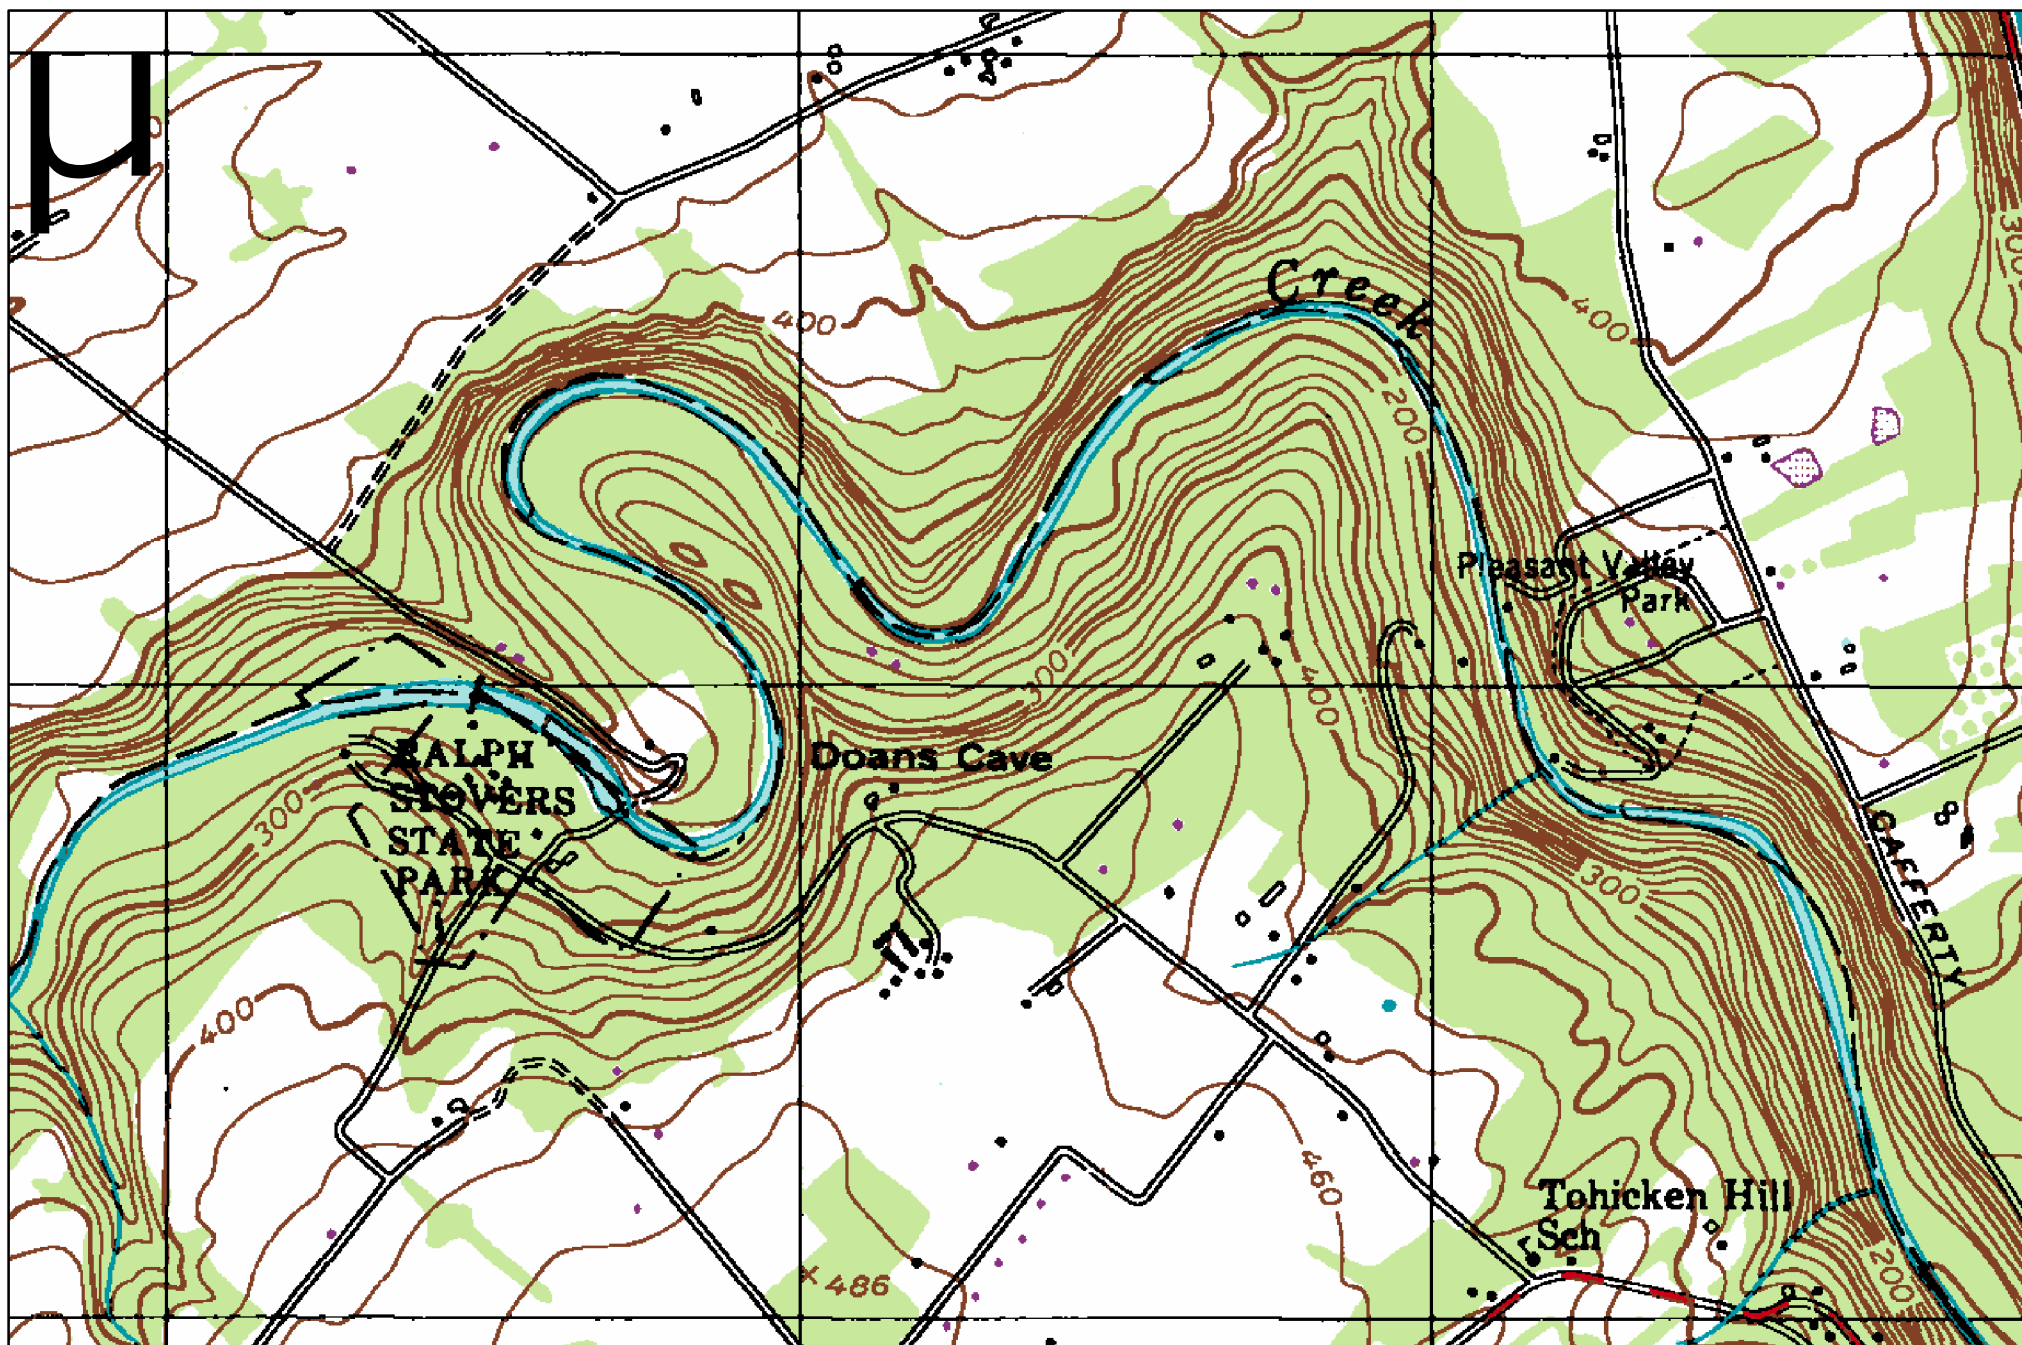 µ
400
Creek
400
300
200
Pleasant Valley
Park
300
400
Doans Cave
RALPH
STOVERS
STATE
PARK
300
300
CAFFERTY
400
460
Tohicken Hill
Sch
×486
200